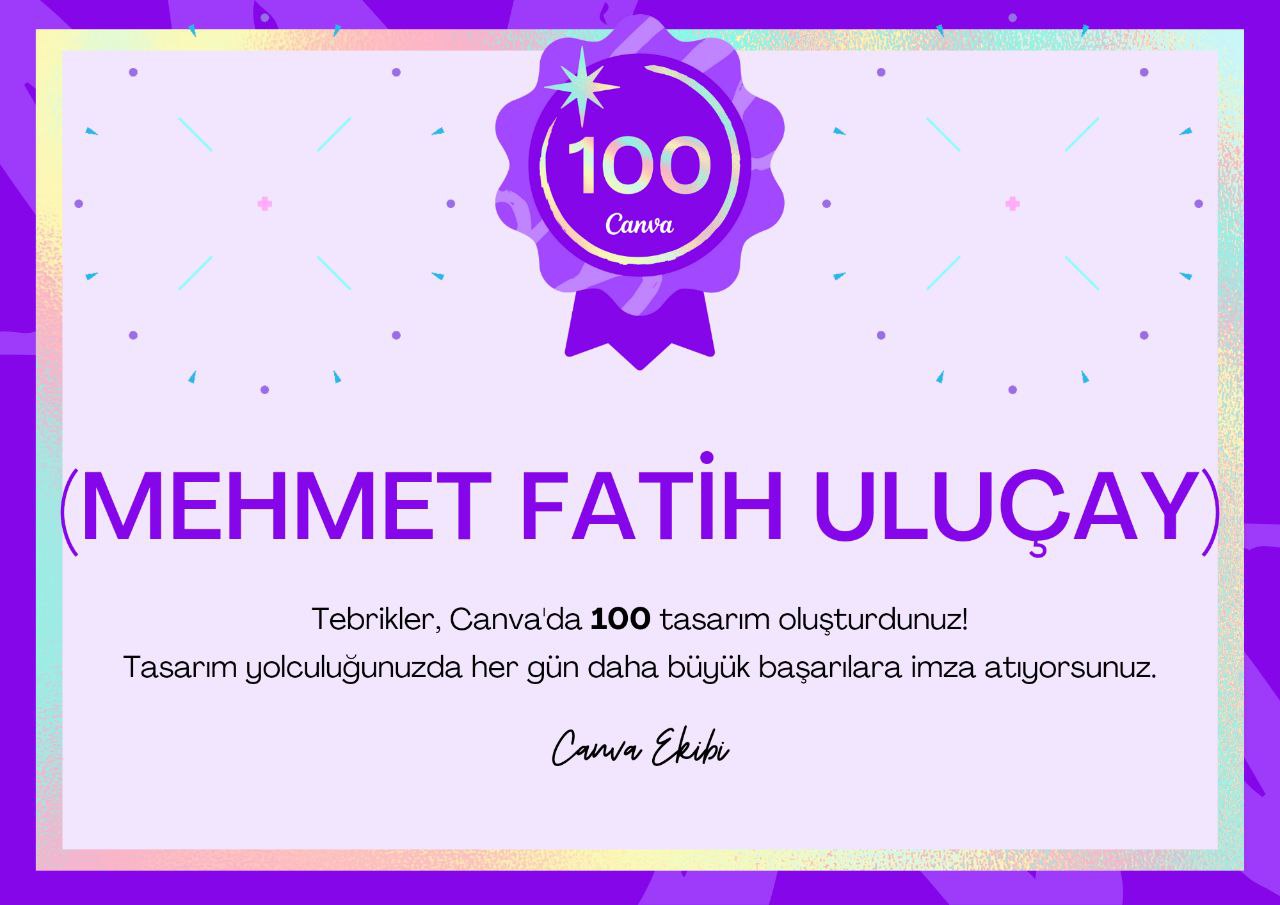 100
Canva
(MEHMET FATİH ULUÇAY)
Tebrikler, Canva'da 100 tasarım oluşturdunuz!
Tasarım yolculuğunuzda her gün daha büyük başarılara imza atıyorsunuz.
Canva Ekibi